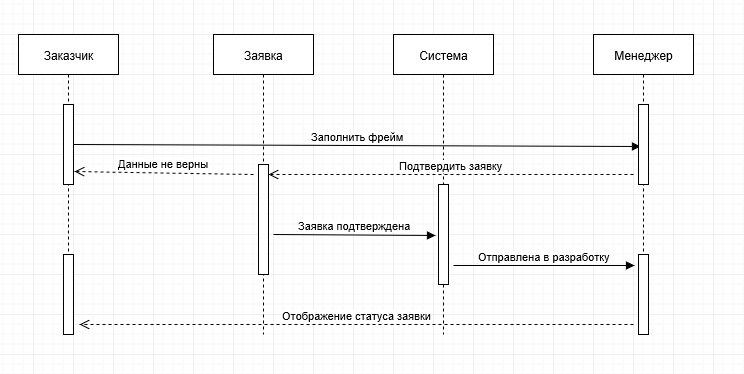 Заказчик
Заявка
Система
Менеджер
Заполнить фрейм
Данные не верны
Подтвердить заявку
Заявка подтверждена
Отправлена в разработку
Отображение статуса заявки